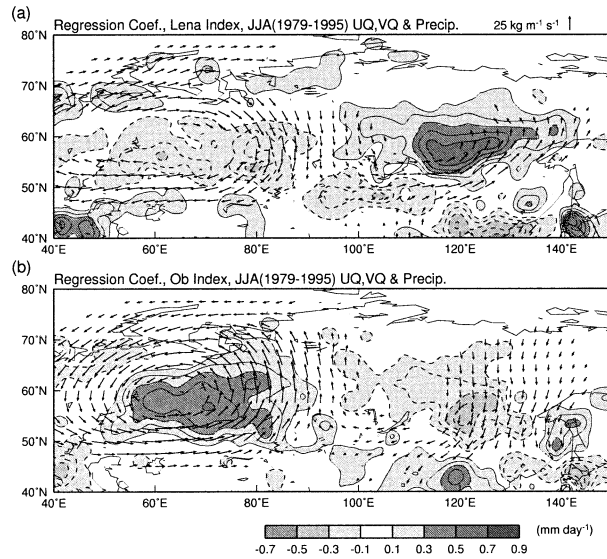 (a)
Regression Coef., Lena Index, JJA(1979-1995) UQ,VQ & Precip. 25 kg m⁻¹ s⁻¹
80°N
70°N
60°N
50°N
40°N
40°E 60°E 80°E 100°E 120°E 140°E
(b)
Regression Coef., Ob Index, JJA(1979-1995) UQ,VQ & Precip.
80°N
70°N
60°N
50°N
40°N
40°E 60°E 80°E 100°E 120°E 140°E
-0.7 -0.5 -0.3 -0.1 0.1 0.3 0.5 0.7 0.9 (mm day⁻¹)